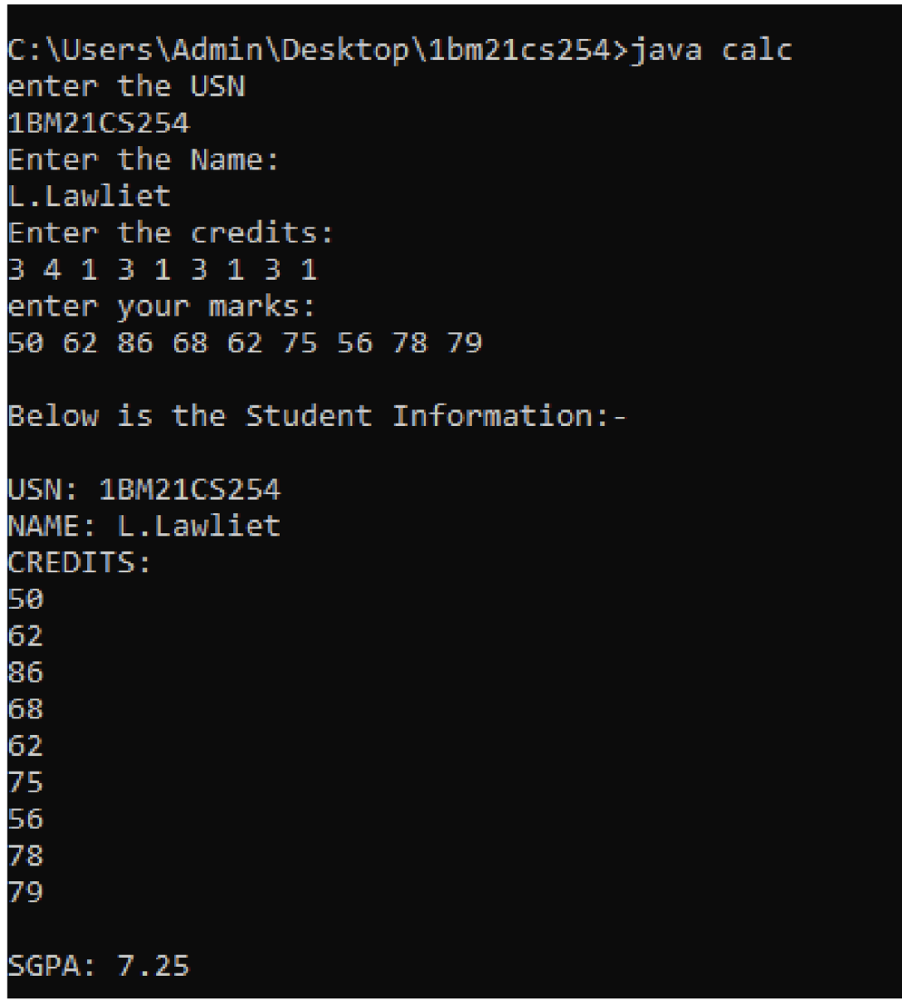 C:\Users\Admin\Desktop\1bm21cs254>java calc
enter the USN
1BM21CS254
Enter the Name:
L.Lawliet
Enter the credits:
3 4 1 3 1 3 1 3 1
enter your marks:
50 62 86 68 62 75 56 78 79
Below is the Student Information:-
USN: 1BM21CS254
NAME: L.Lawliet
CREDITS:
50
62
86
68
62
75
56
78
79
SGPA: 7.25